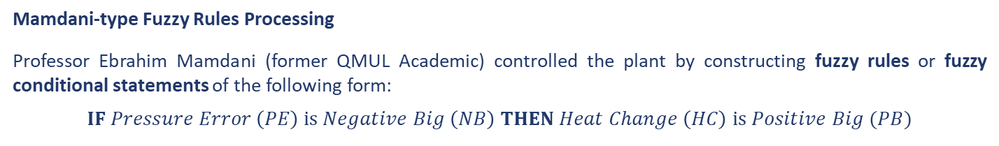 Mamdani-type Fuzzy Rules Processing
Professor Ebrahim Mamdani (former QMUL Academic) controlled the plant by constructing fuzzy rules or fuzzy
conditional statements of the following form:
IF Pressure Error (PE) is Negative Big (NB) THEN Heat Change (HC) is Positive Big (PB)